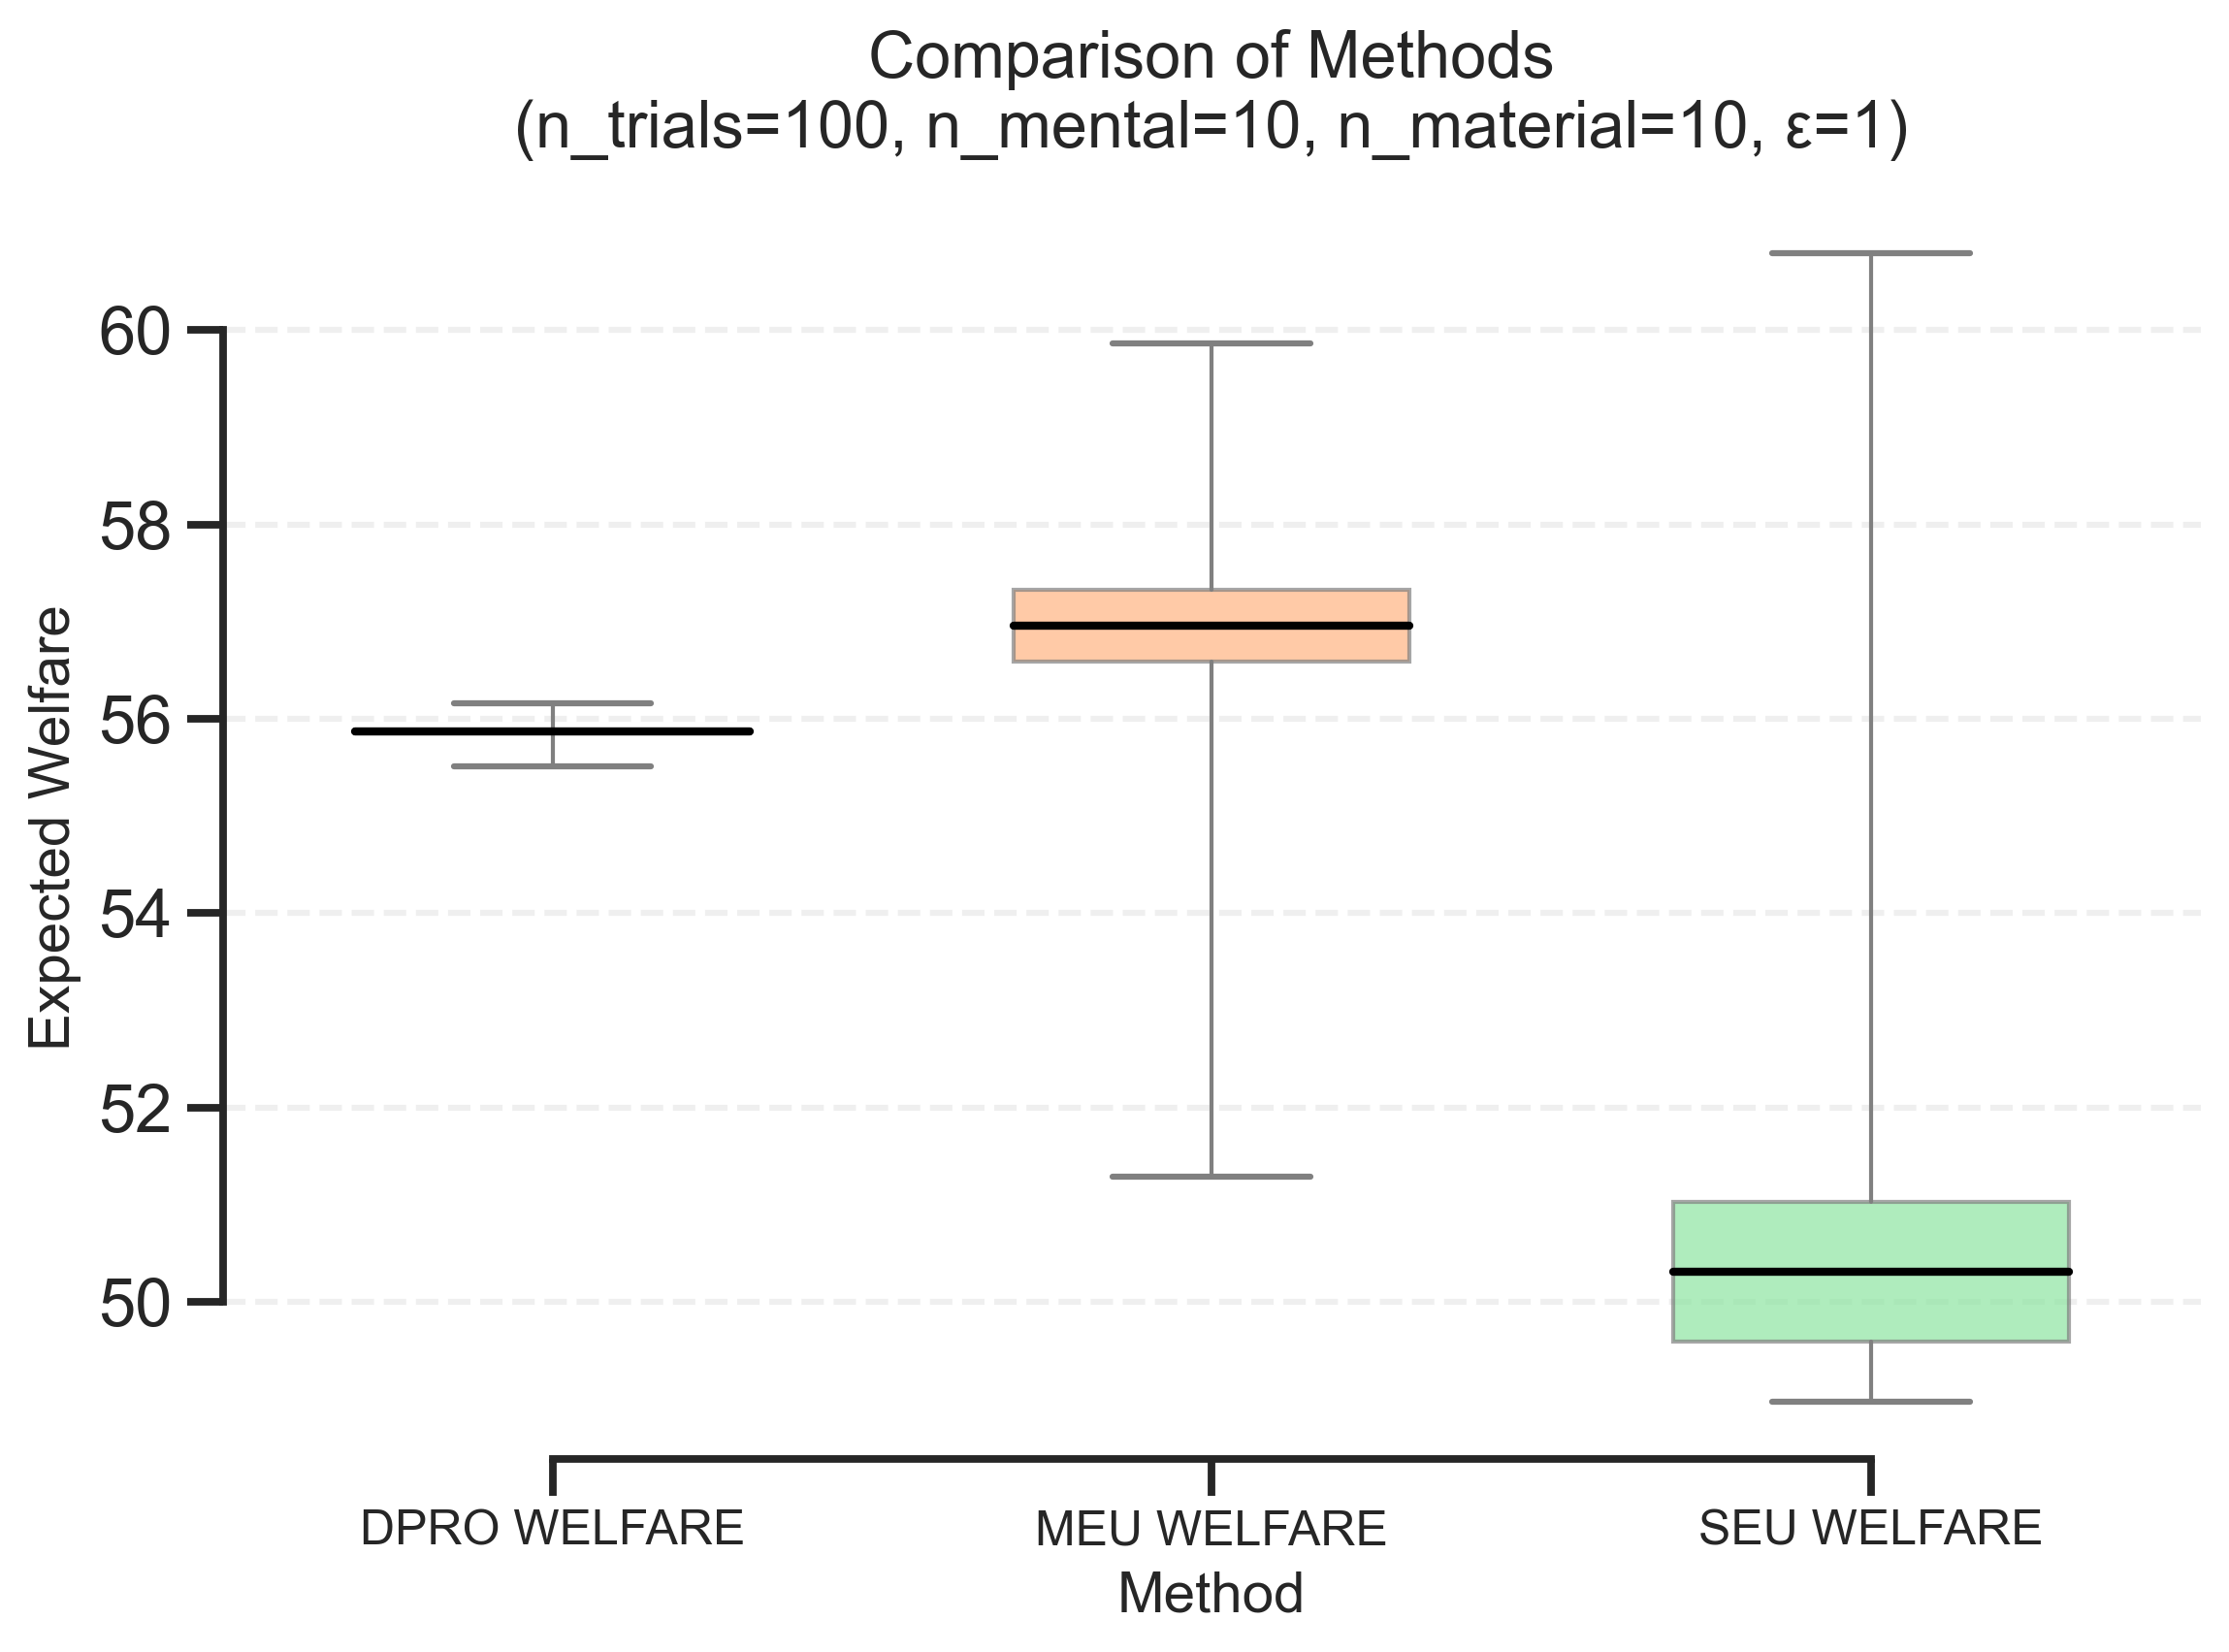 Comparison of Methods
(n_trials=100, n_mental=10, n_material=10, ε=1)
Expected Welfare
60
58
56
54
52
50
DPRO WELFARE
MEU WELFARE
SEU WELFARE
Method